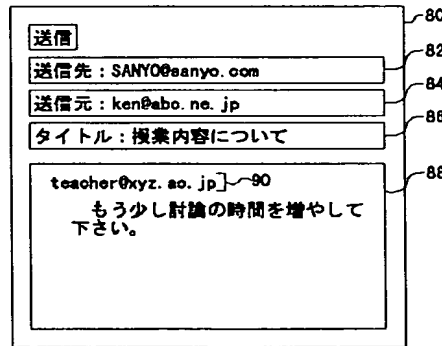 80
送信
送信先：SANYO@sanyo.com
82
送信元：ken@abc.ne.jp
84
タイトル：授業内容について
86
teacher@xyz.ac.jp
90
88
もう少し討論の時間を増やして
下さい。